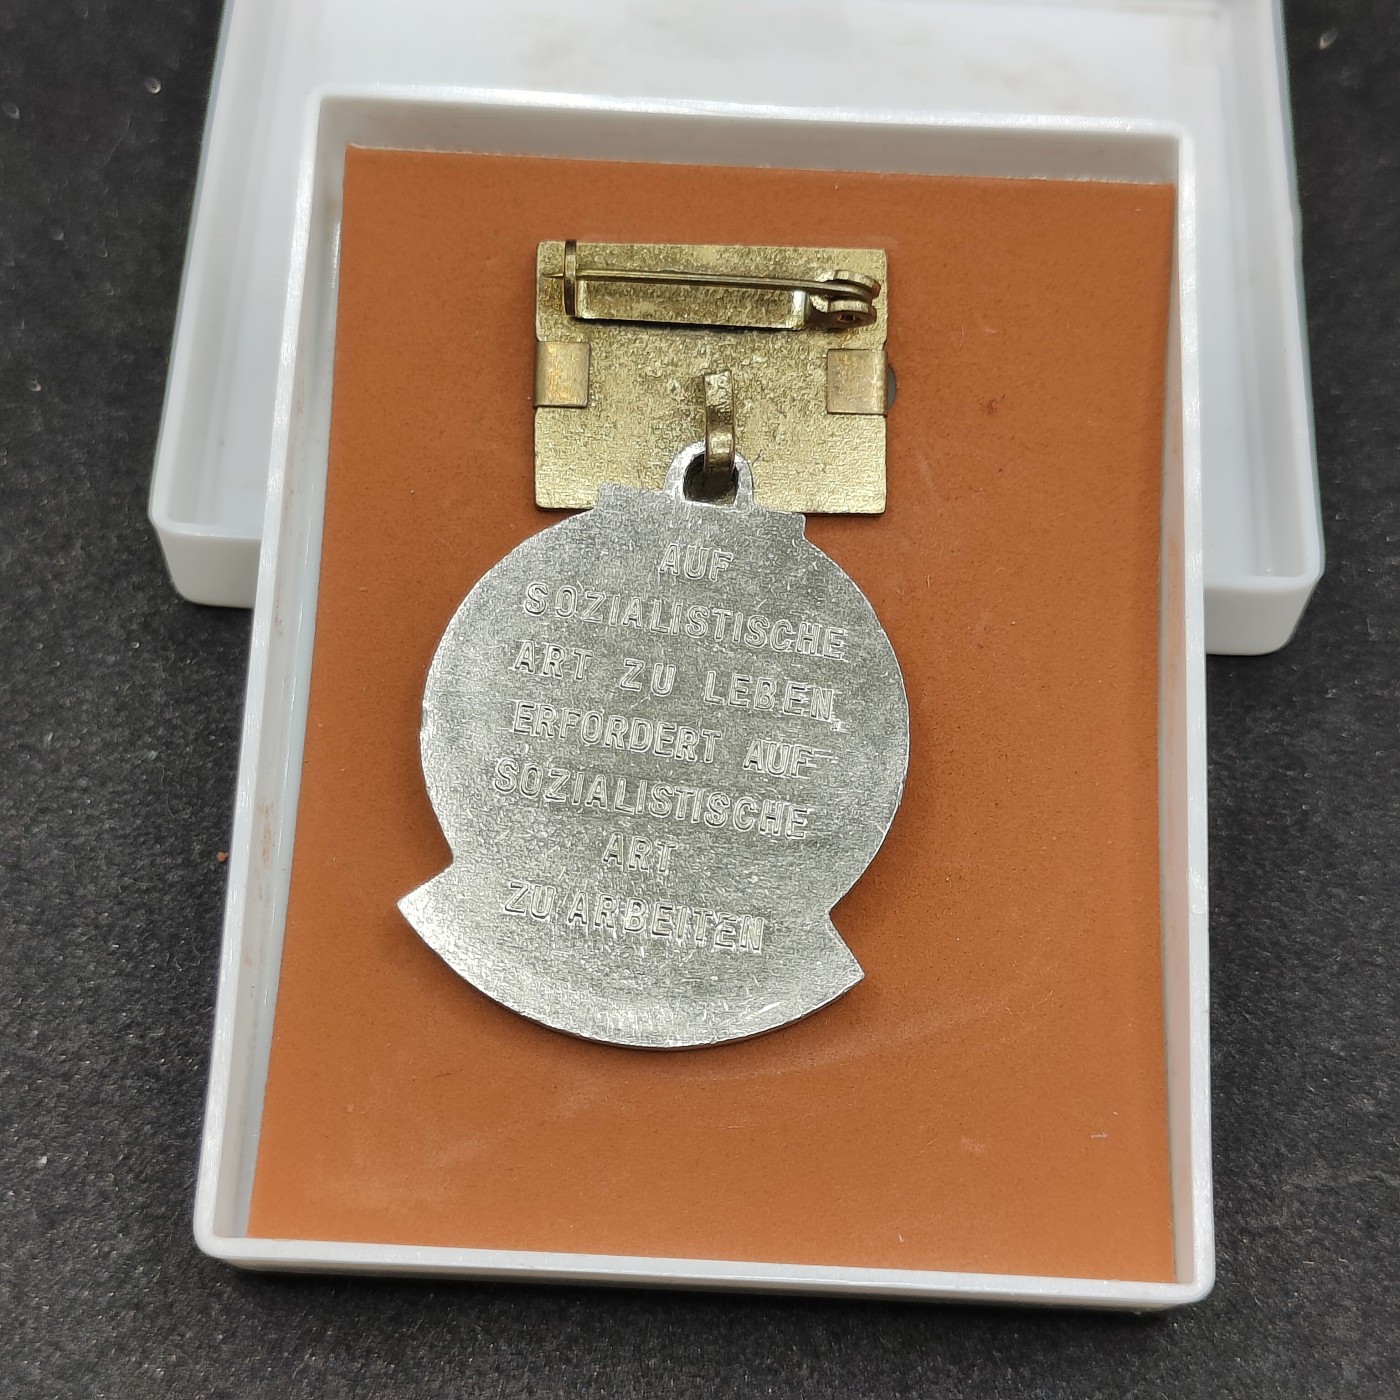 AUF
SOZIALISTISCHE
ART ZU LEBEN,
ERFORDERT AUF
SOZIALISTISCHE
ART
ZU ARBEITEN